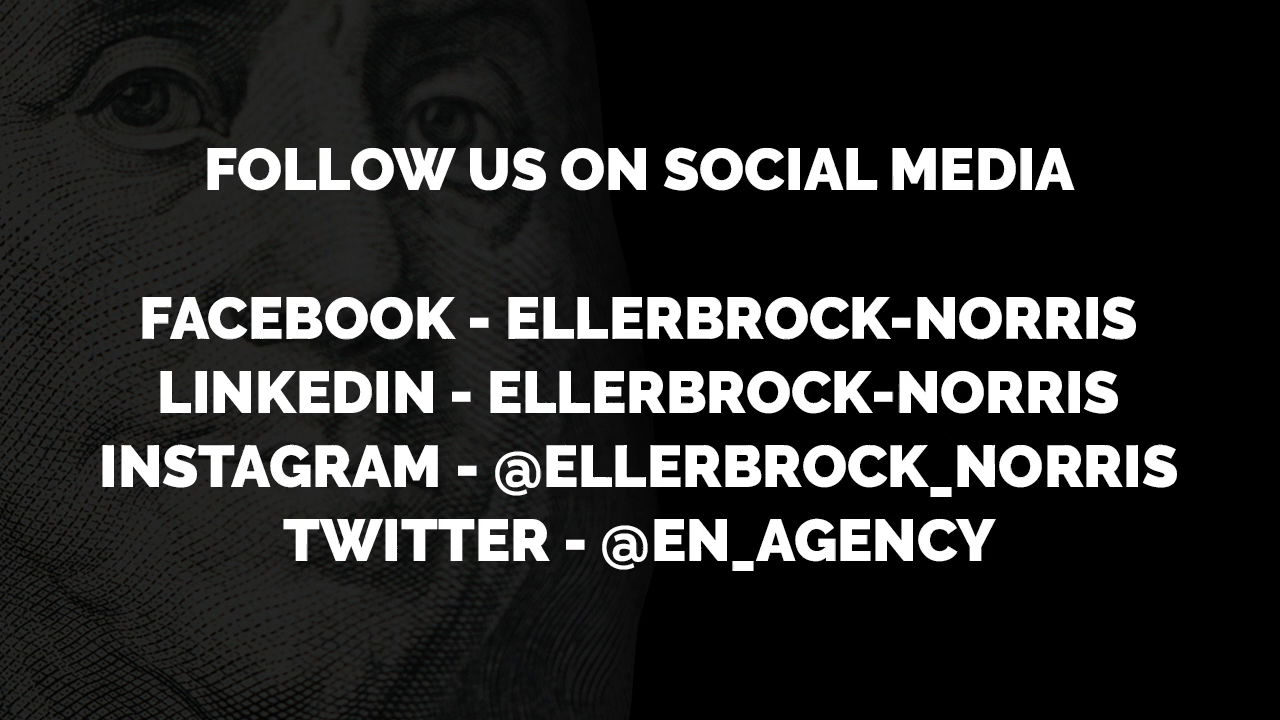 FOLLOW US ON SOCIAL MEDIA
FACEBOOK - ELLERBROCK-NORRIS
LINKEDIN - ELLERBROCK-NORRIS
INSTAGRAM - @ELLERBROCK_NORRIS
TWITTER - @EN_AGENCY